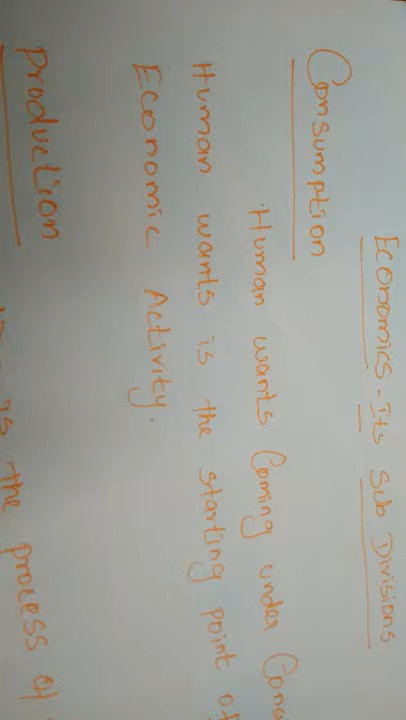 Economics - Its Sub Divisions
Consumption
Human wants Coming under
Human wants is the starting point of
Economic Activity.
Production
is the process of